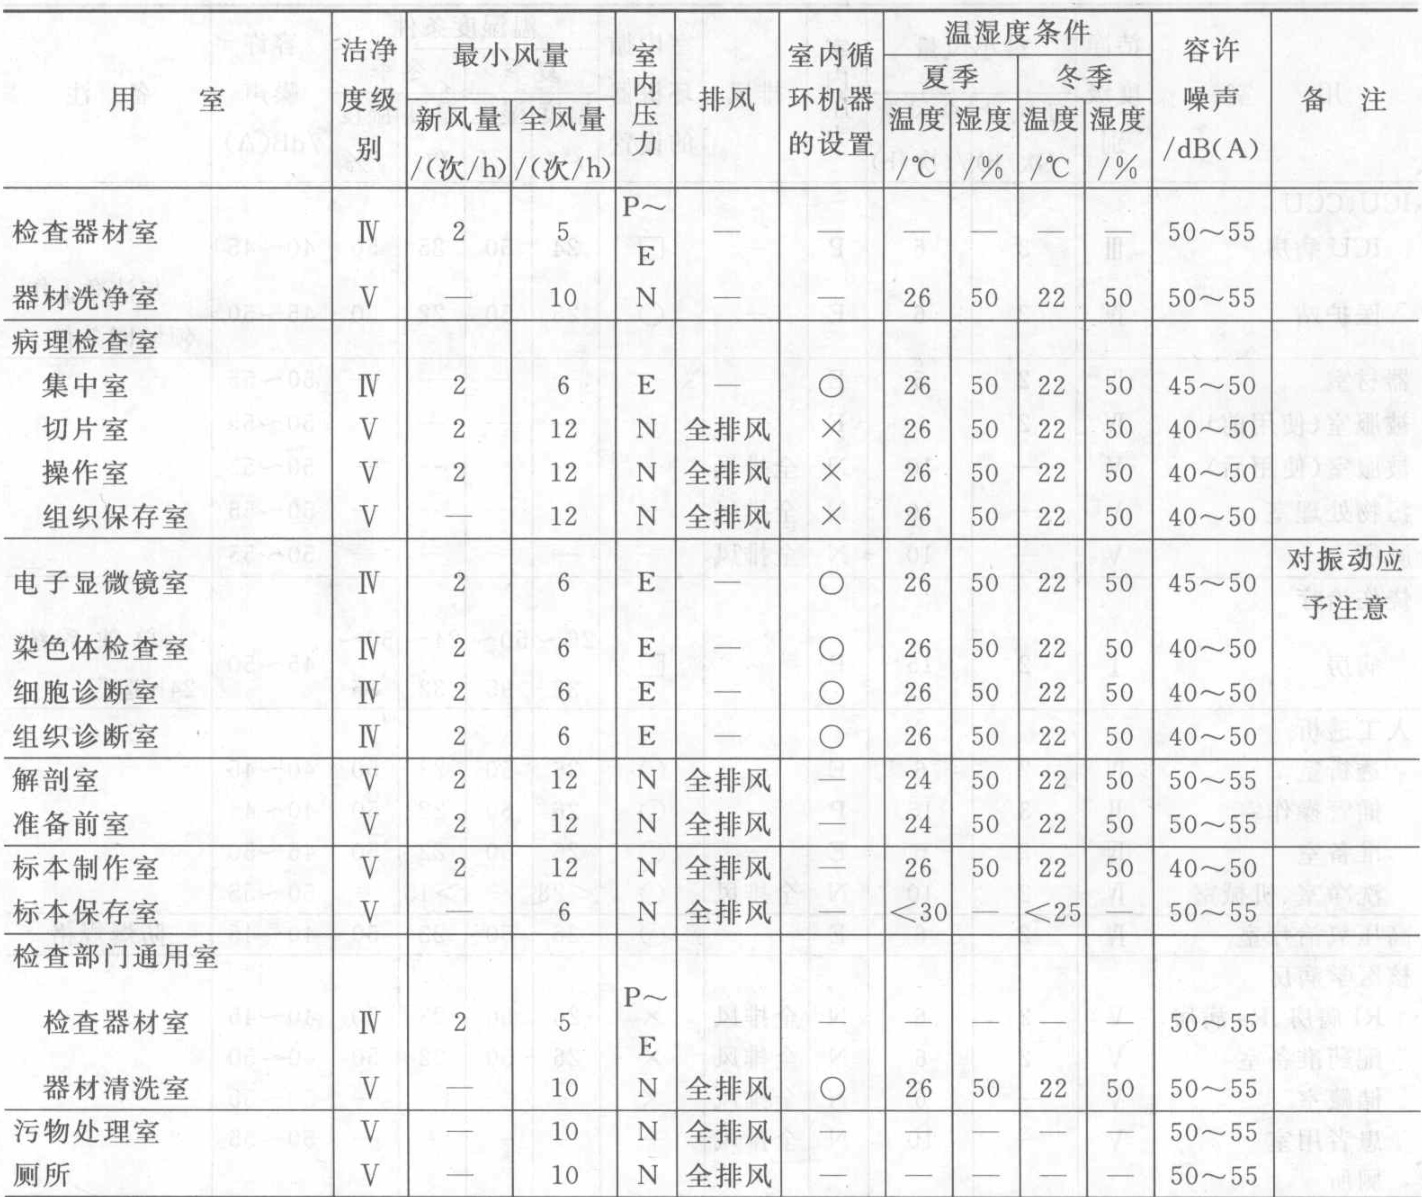 用 室 洁净度级别 最小风量 室内压力 排风 室内循环机器的设置 温湿度条件 容许噪声/dB(A) 备 注
新风量/(次/h) 全风量/(次/h) 夏季 冬季
温度/℃ 湿度/% 温度/℃ 湿度/%
检查器材室 Ⅳ 2 5 P～E — — — — — — 50～55
器材洗净室 Ⅴ — 10 N — — 26 50 22 50 50～55
病理检查室
集中室 Ⅳ 2 6 E — ○ 26 50 22 50 45～50
切片室 Ⅴ 2 12 N 全排风 × 26 50 22 50 40～50
操作室 Ⅴ 2 12 N 全排风 × 26 50 22 50 40～50
组织保存室 Ⅴ — 12 N 全排风 × 26 50 22 50 40～50
电子显微镜室 Ⅳ 2 6 E — ○ 26 50 22 50 45～50 对振动应予注意
染色体检查室 Ⅳ 2 6 E — ○ 26 50 22 50 40～50
细胞诊断室 Ⅳ 2 6 E — ○ 26 50 22 50 40～50
组织诊断室 Ⅳ 2 6 E — ○ 26 50 22 50 40～50
解剖室 Ⅴ 2 12 N 全排风 — 24 50 22 50 50～55
准备前室 Ⅴ 2 12 N 全排风 — 24 50 22 50 50～55
标本制作室 Ⅴ 2 12 N 全排风 — 26 50 22 50 40～50
标本保存室 Ⅴ — 6 N 全排风 — <30 — <25 — 50～55
检查部门通用室
检查器材室 Ⅳ 2 5 P～E — — — — — — 50～55
器材清洗室 Ⅴ — 10 N 全排风 ○ 26 50 22 50 50～55
污物处理室 Ⅴ — 10 N 全排风 — — — — — 50～55
厕所 Ⅴ — 10 N 全排风 — — — — — 50～55